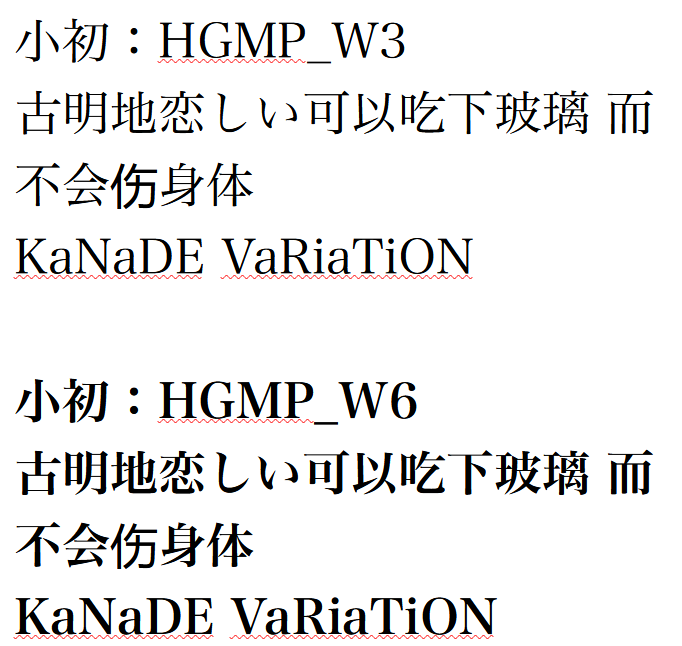 小初：HGMP_W3
古明地恋しい可以吃下玻璃 而
不会伤身体
KaNaDE VaRiaTiON
小初：HGMP_W6
古明地恋しい可以吃下玻璃 而
不会伤身体
KaNaDE VaRiaTiON